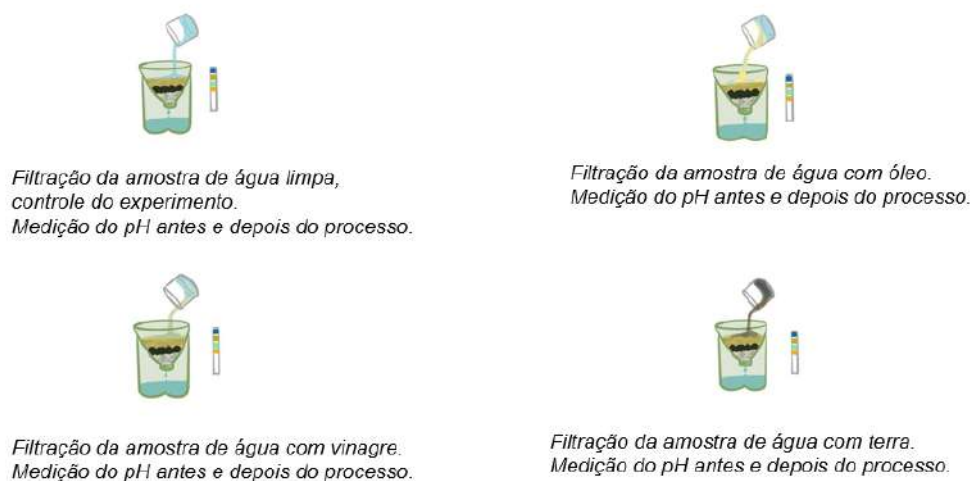 Filtração da amostra de água limpa,
controle do experimento.
Medição do pH antes e depois do processo.
Filtração da amostra de água com óleo.
Medição do pH antes e depois do processo.
Filtração da amostra de água com vinagre.
Medição do pH antes e depois do processo.
Filtração da amostra de água com terra.
Medição do pH antes e depois do processo.